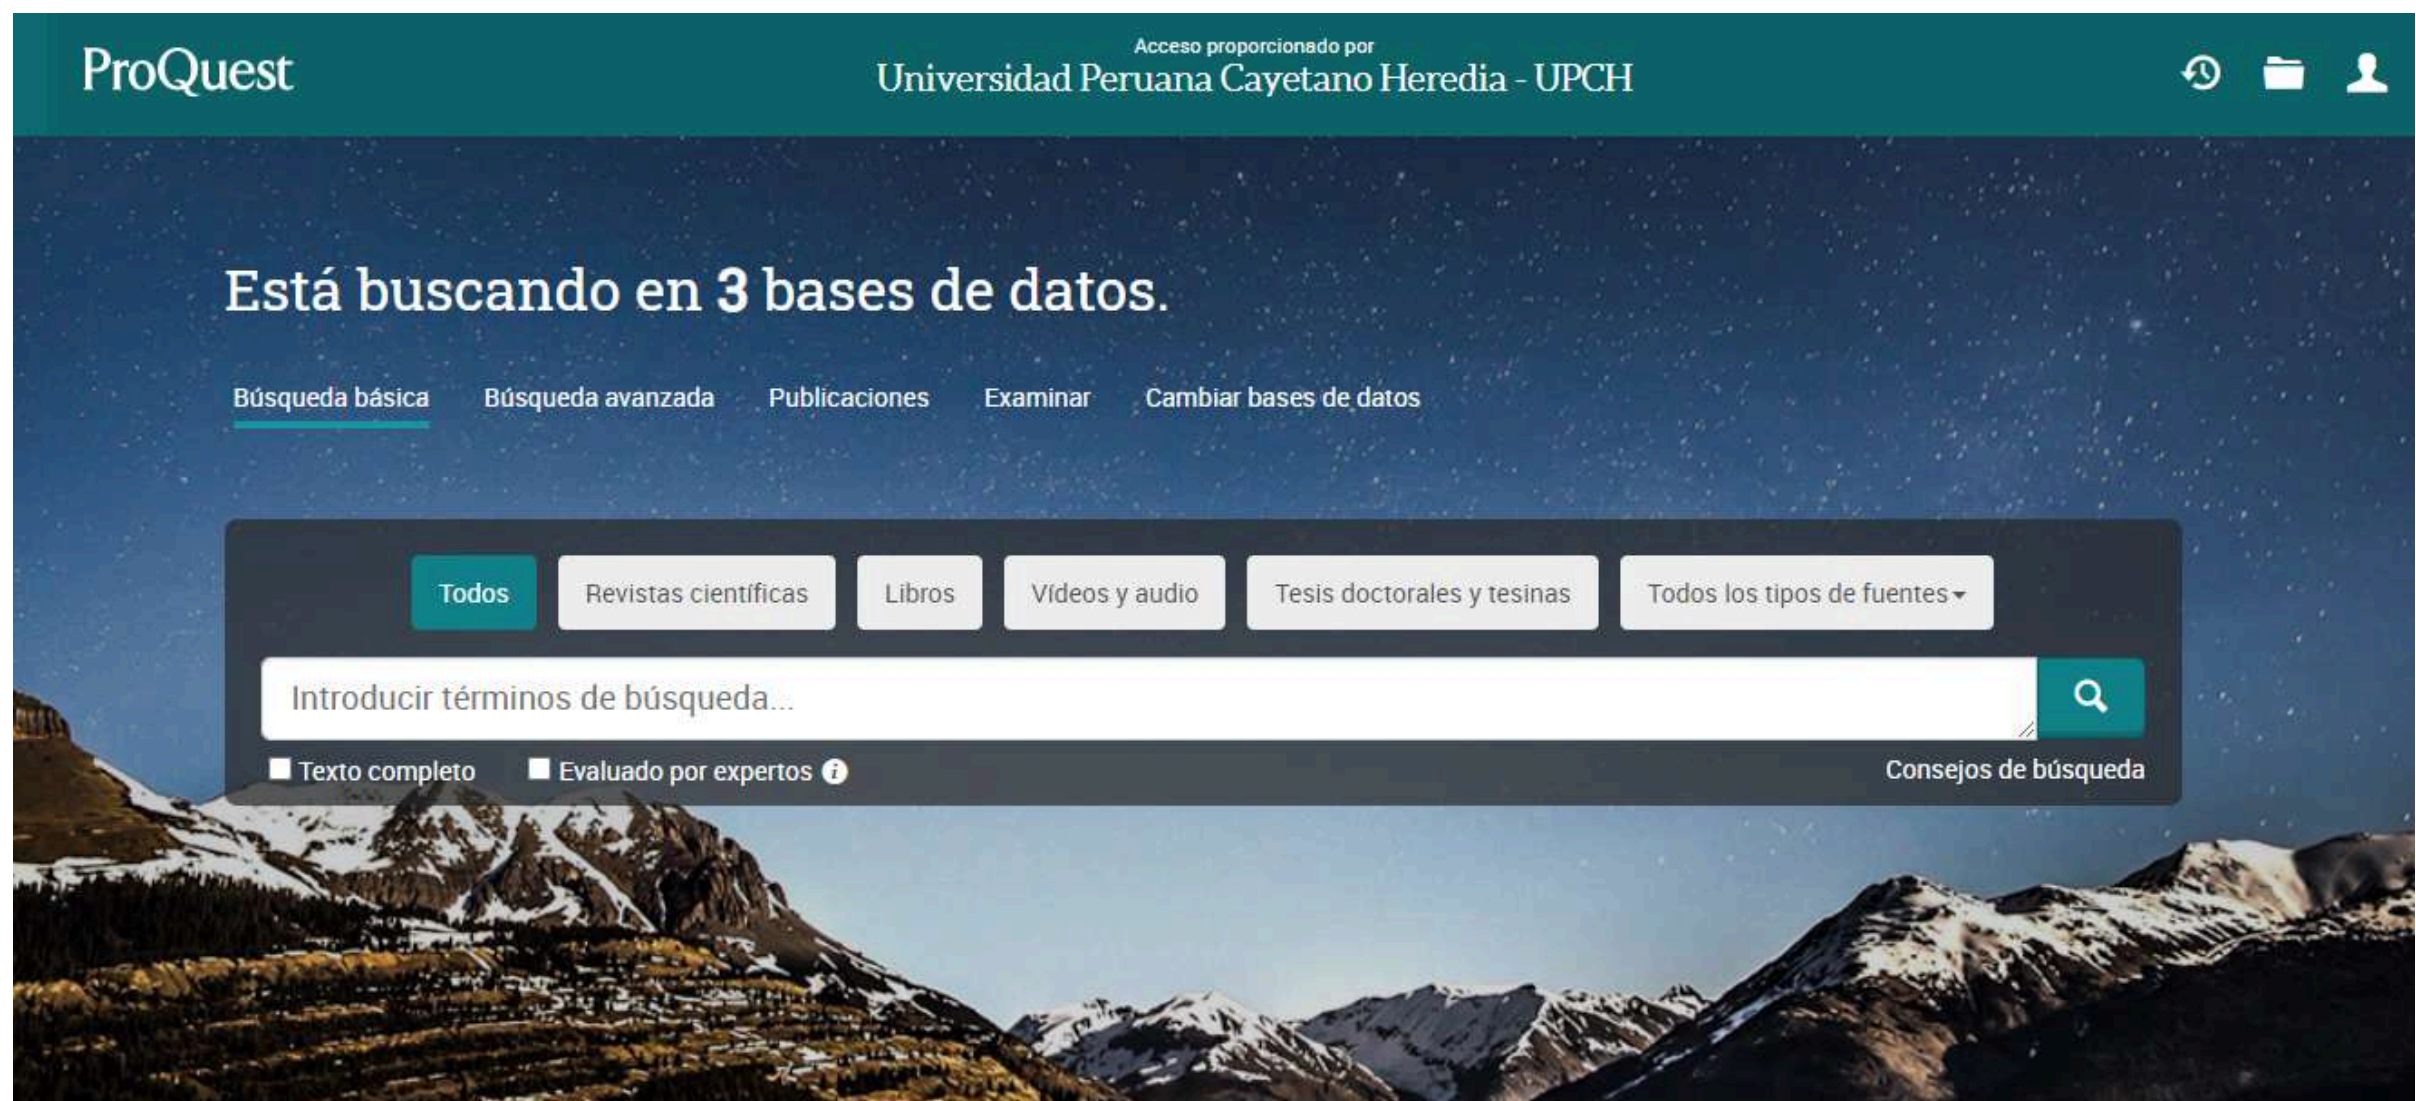 ProQuest
Acceso proporcionado por
Universidad Peruana Cayetano Heredia - UPCH
Está buscando en 3 bases de datos.
Búsqueda básica Búsqueda avanzada Publicaciones Examinar Cambiar bases de datos
Todos Revistas científicas Libros Vídeos y audio Tesis doctorales y tesinas Todos los tipos de fuentes
Introducir términos de búsqueda...
Texto completo Evaluado por expertos i Consejos de búsqueda